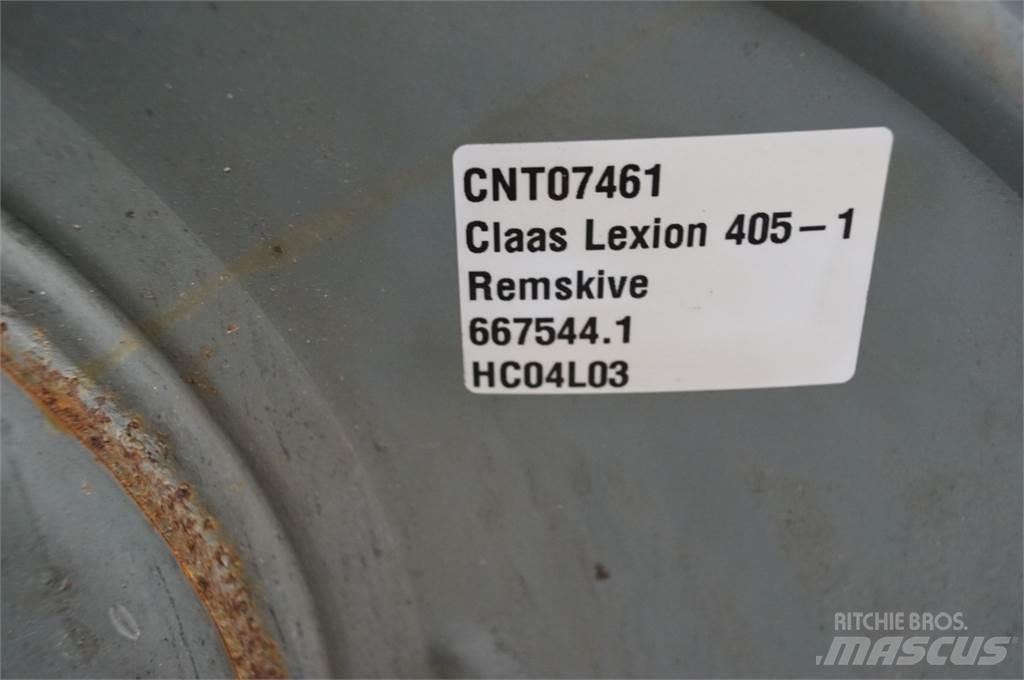 CNT07461
Claas Lexion 405-1
Remskive
667544.1
HC04L03
RITCHIE BROS.
MASCUS